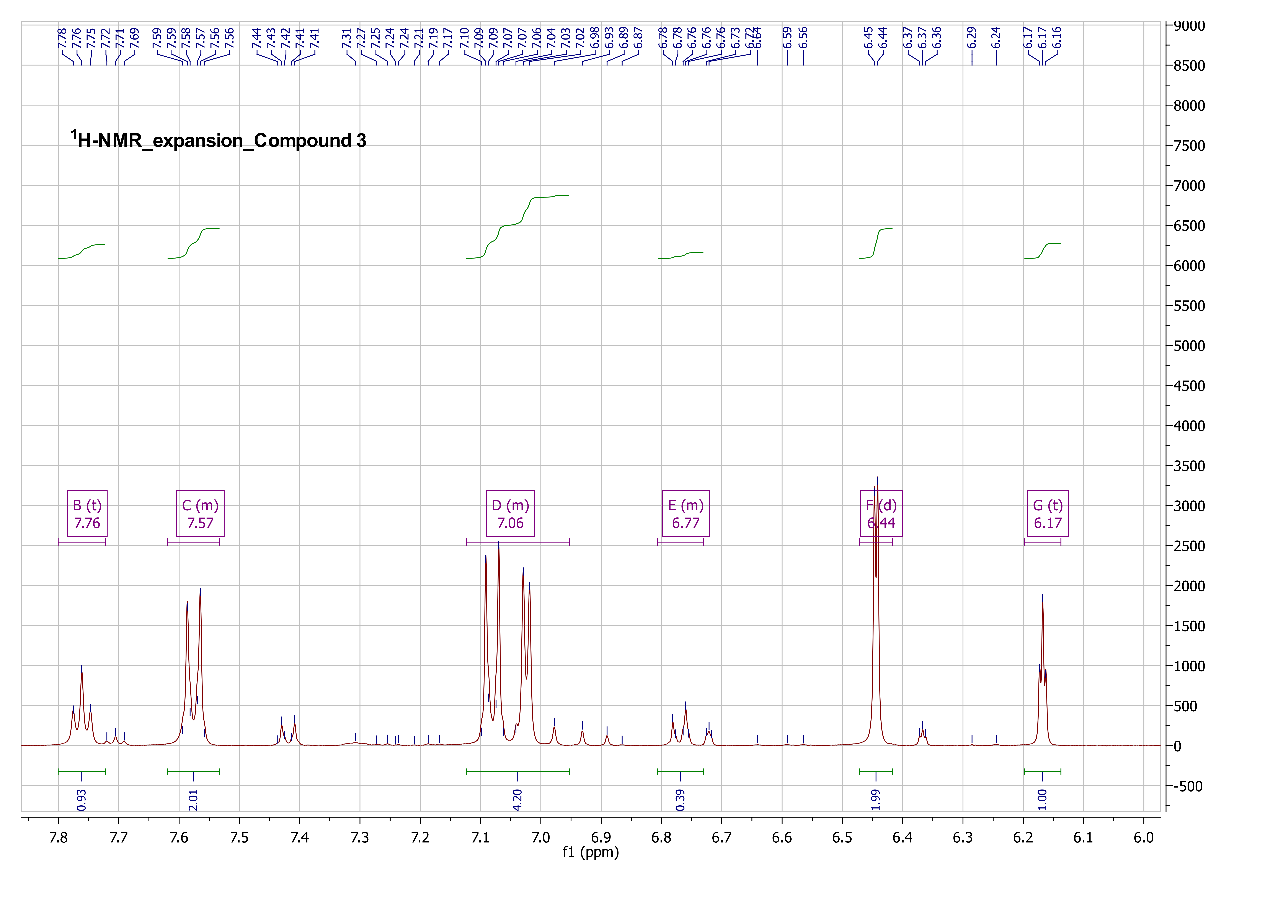 7.78 7.76 7.75 7.72 7.71 7.69 7.59 7.59 7.58 7.57 7.56 7.56 7.44 7.43 7.42 7.41 7.41 7.31 7.27 7.25 7.24 7.24 7.21 7.19 7.17 7.10 7.09 7.09 7.07 7.07 7.06 7.04 7.03 7.02 6.98 6.93 6.89 6.87 6.78 6.78 6.76 6.76 6.76 6.73 6.72 6.64 6.59 6.56 6.45 6.44 6.37 6.37 6.36 6.29 6.24 6.17 6.17 6.16
9000
8500
8000
¹H-NMR_expansion_Compound 3
7500
7000
6500
6000
5500
5000
4500
4000
3500
B (t) C (m) D (m) E (m) F (d) G (t)
7.76 7.57 7.06 6.77 6.44 6.17
3000
2500
2000
1500
1000
500
0
-500
0.93 2.01 4.20 0.39 1.99 1.00
7.8 7.7 7.6 7.5 7.4 7.3 7.2 7.1 7.0 6.9 6.8 6.7 6.6 6.5 6.4 6.3 6.2 6.1 6.0
f1 (ppm)